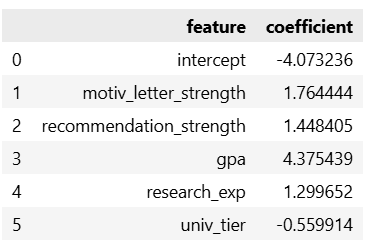 feature coefficient
0 intercept -4.073236
1 motiv_letter_strength 1.764444
2 recommendation_strength 1.448405
3 gpa 4.375439
4 research_exp 1.299652
5 univ_tier -0.559914